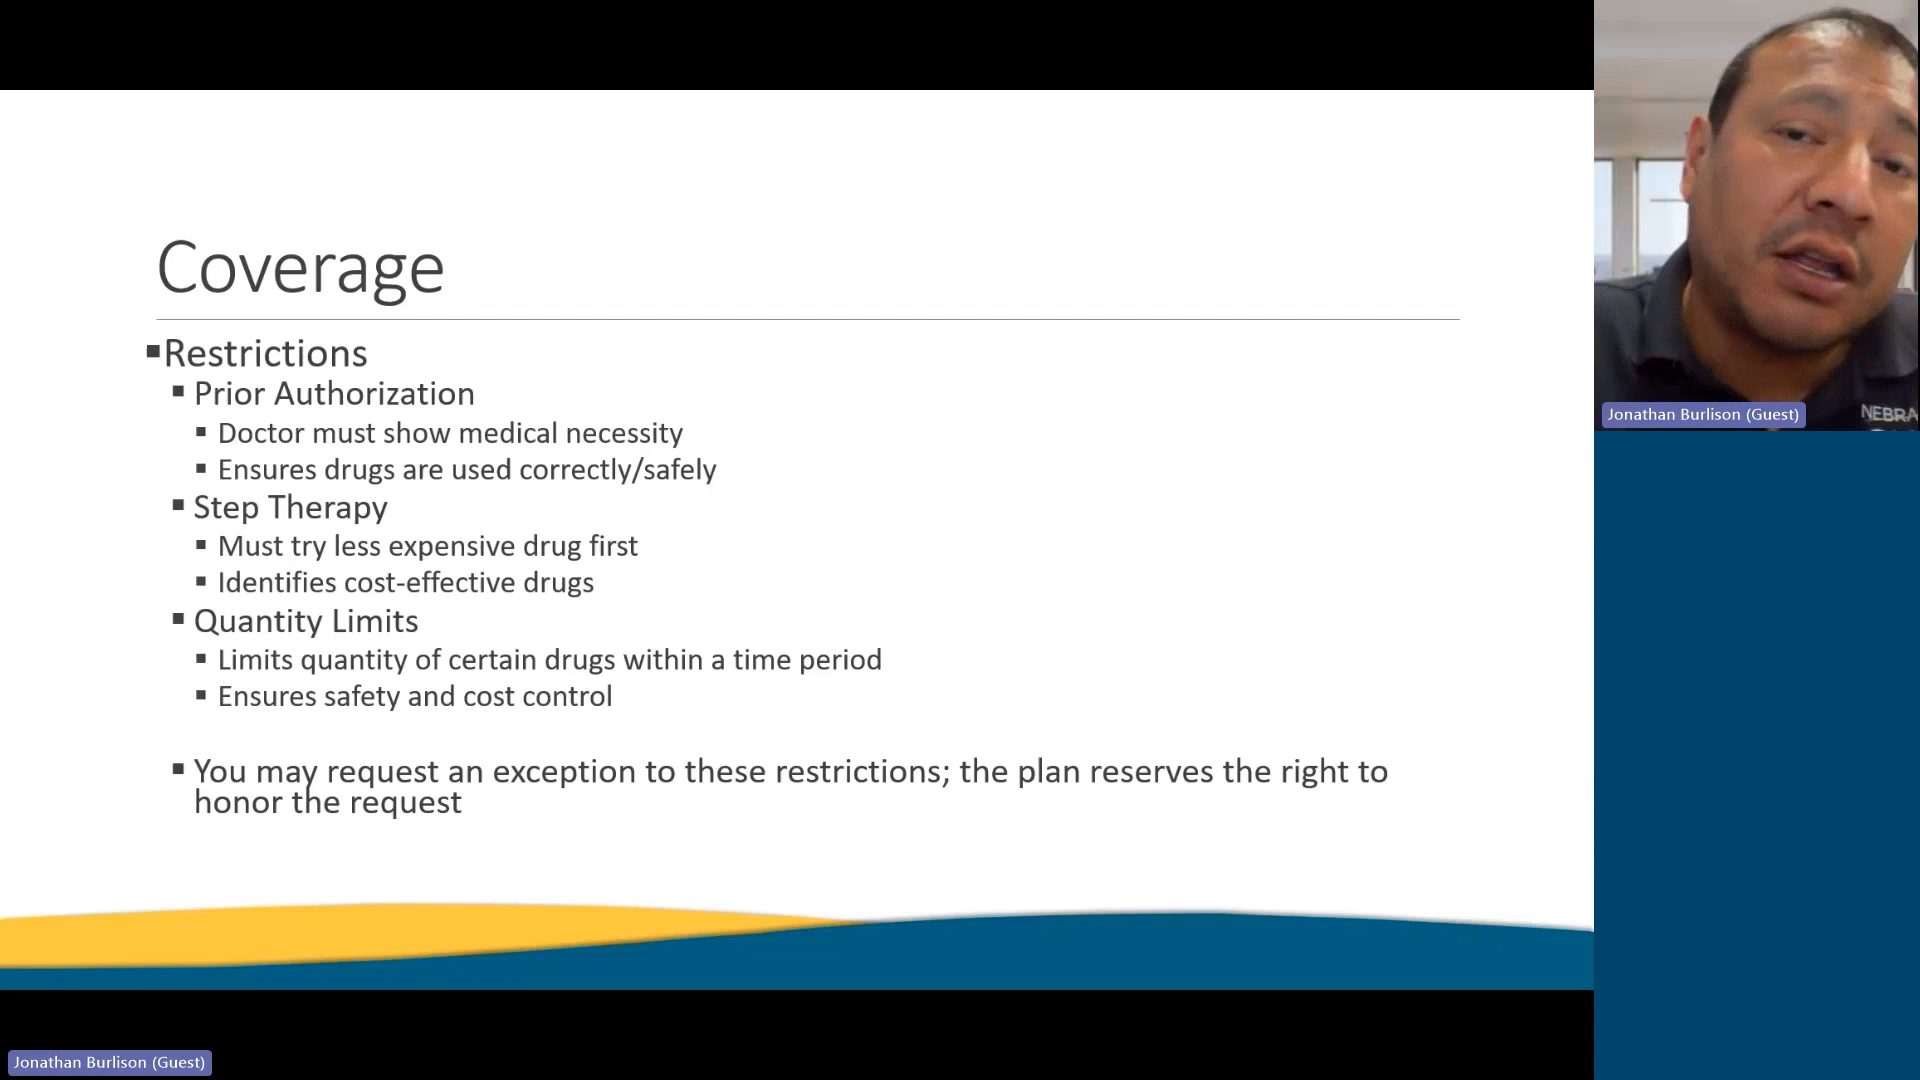 Coverage
▪Restrictions
▪ Prior Authorization
▪ Doctor must show medical necessity
▪ Ensures drugs are used correctly/safely
▪ Step Therapy
▪ Must try less expensive drug first
▪ Identifies cost-effective drugs
▪ Quantity Limits
▪ Limits quantity of certain drugs within a time period
▪ Ensures safety and cost control
▪ You may request an exception to these restrictions; the plan reserves the right to
honor the request
Jonathan Burlison (Guest)
NEBRA
Jonathan Burlison (Guest)